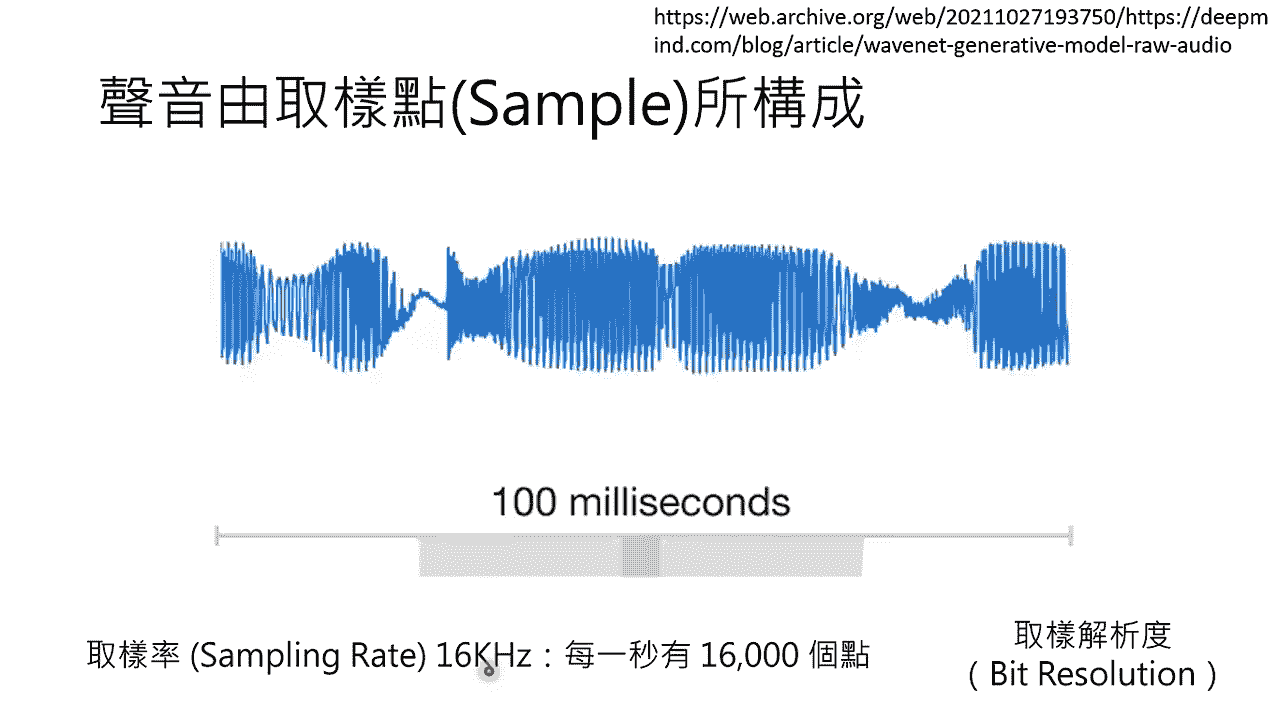 https://web.archive.org/web/20211027193750/https://deepm
ind.com/blog/article/wavenet-generative-model-raw-audio
聲音由取樣點(Sample)所構成
100 milliseconds
取樣率 (Sampling Rate) 16KHz：每一秒有 16,000 個點
取樣解析度
( Bit Resolution )